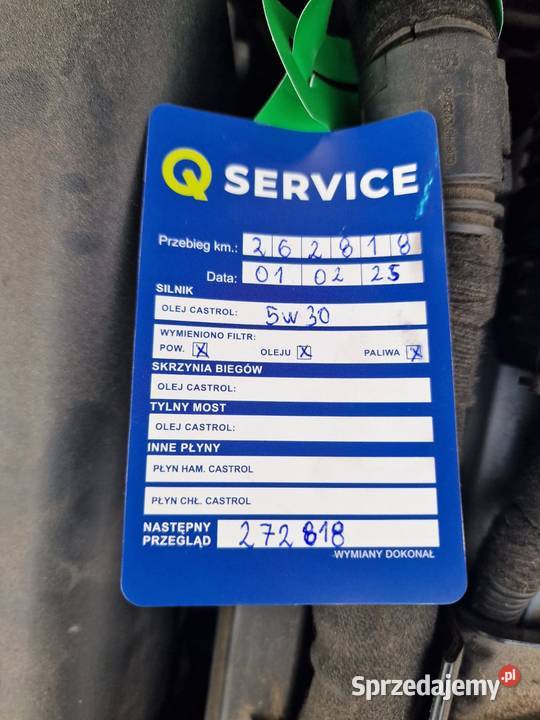 Q SERVICE
Przebieg km.: 262818
Data: 01 02 25
SILNIK
OLEJ CASTROL: 5w30
WYMIENIONO FILTR:
POW. X OLEJU X PALIWA X
SKRZYNIA BIEGÓW
OLEJ CASTROL:
TYLNY MOST
OLEJ CASTROL:
INNE PŁYNY
PŁYN HAM. CASTROL
PŁYN CHŁ. CASTROL
NASTĘPNY
PRZEGLĄD 272818
WYMIANY DOKONAŁ
Sprzedajemy.pl